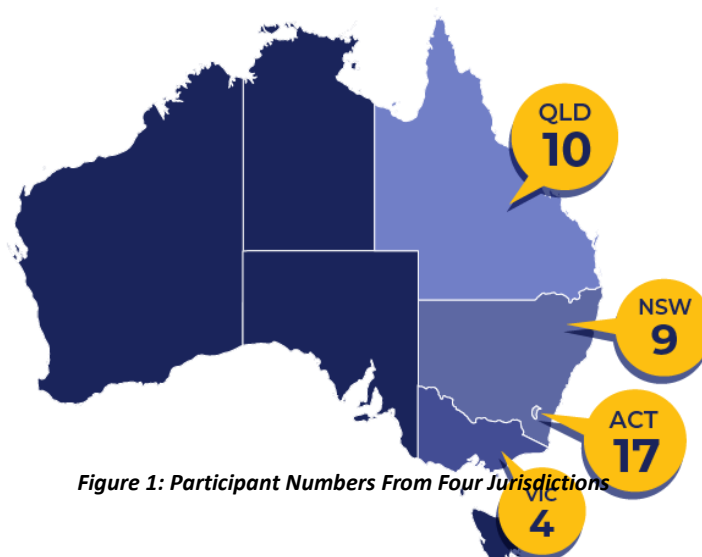 QLD
10
NSW
9
ACT
17
Figure 1: Participant Numbers From Four Jurisdictions
VIC
4